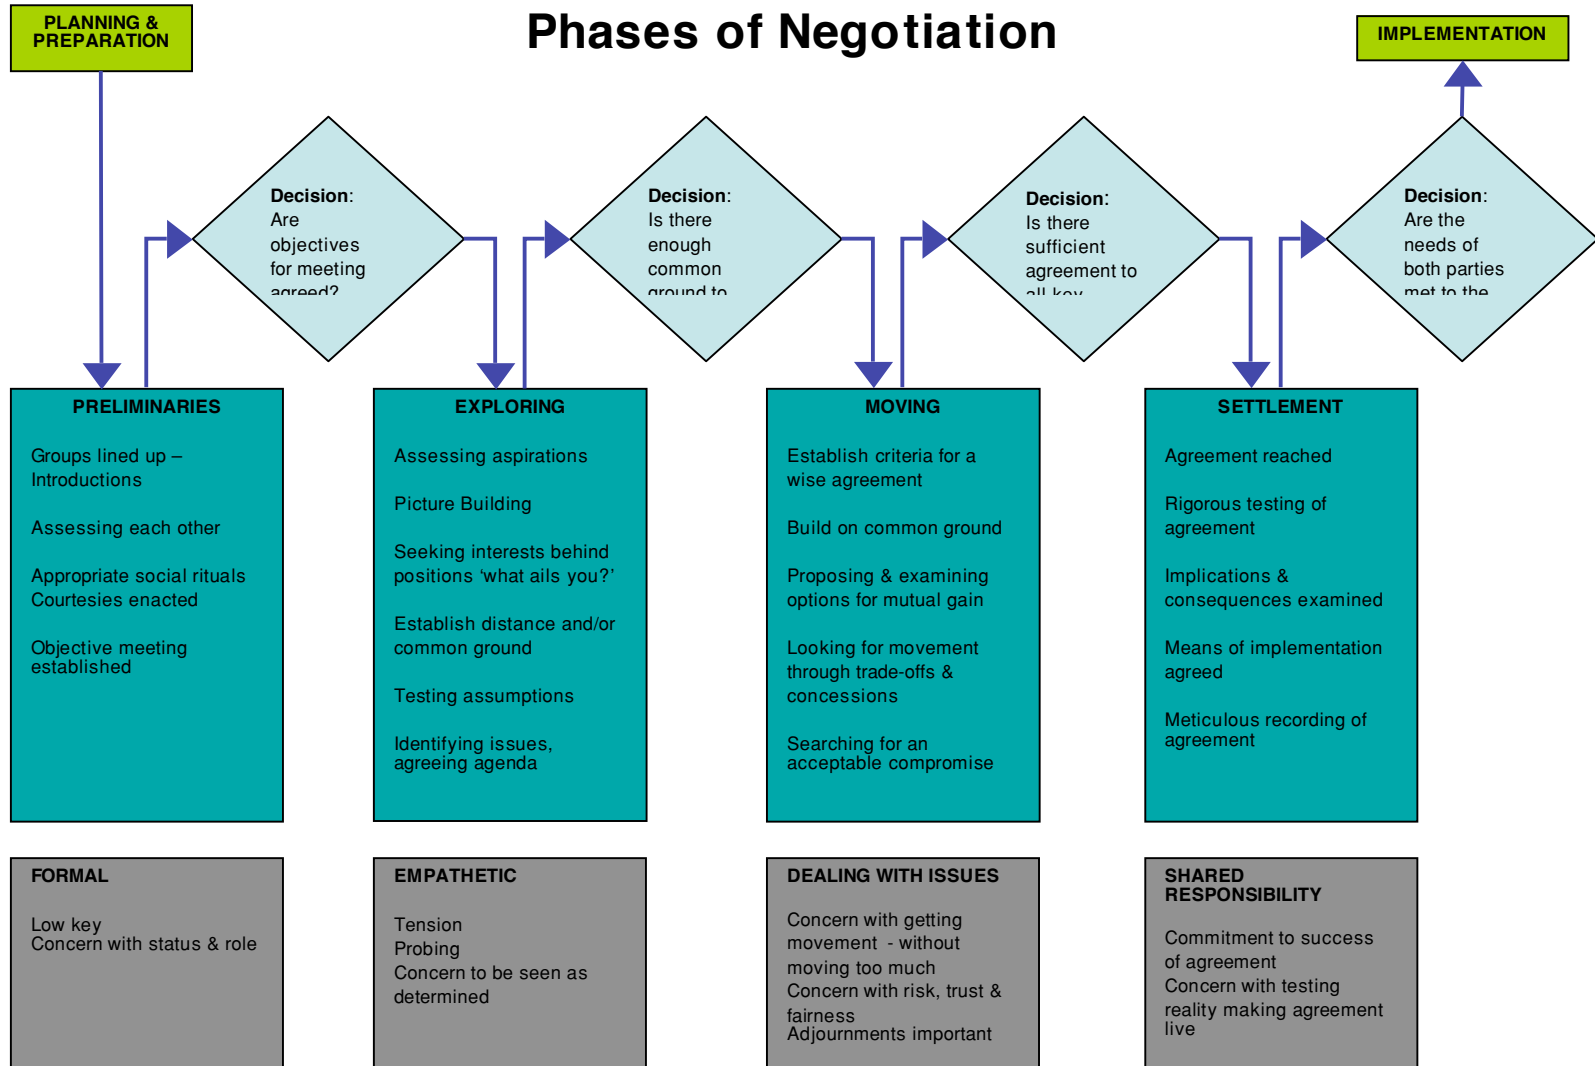 Phases of Negotiation
PLANNING &
PREPARATION
IMPLEMENTATION
Decision:
Are
objectives
for meeting
agreed?
Decision:
Is there
enough
common
ground to
Decision:
Is there
sufficient
agreement to
all key
Decision:
Are the
needs of
both parties
met to the
PRELIMINARIES
Groups lined up –
Introductions
Assessing each other
Appropriate social rituals
Courtesies enacted
Objective meeting
established
EXPLORING
Assessing aspirations
Picture Building
Seeking interests behind
positions ‘what ails you?’
Establish distance and/or
common ground
Testing assumptions
Identifying issues,
agreeing agenda
MOVING
Establish criteria for a
wise agreement
Build on common ground
Proposing & examining
options for mutual gain
Looking for movement
through trade-offs &
concessions
Searching for an
acceptable compromise
SETTLEMENT
Agreement reached
Rigorous testing of
agreement
Implications &
consequences examined
Means of implementation
agreed
Meticulous recording of
agreement
FORMAL
Low key
Concern with status & role
EMPATHETIC
Tension
Probing
Concern to be seen as
determined
DEALING WITH ISSUES
Concern with getting
movement - without
moving too much
Concern with risk, trust &
fairness
Adjournments important
SHARED
RESPONSIBILITY
Commitment to success
of agreement
Concern with testing
reality making agreement
live